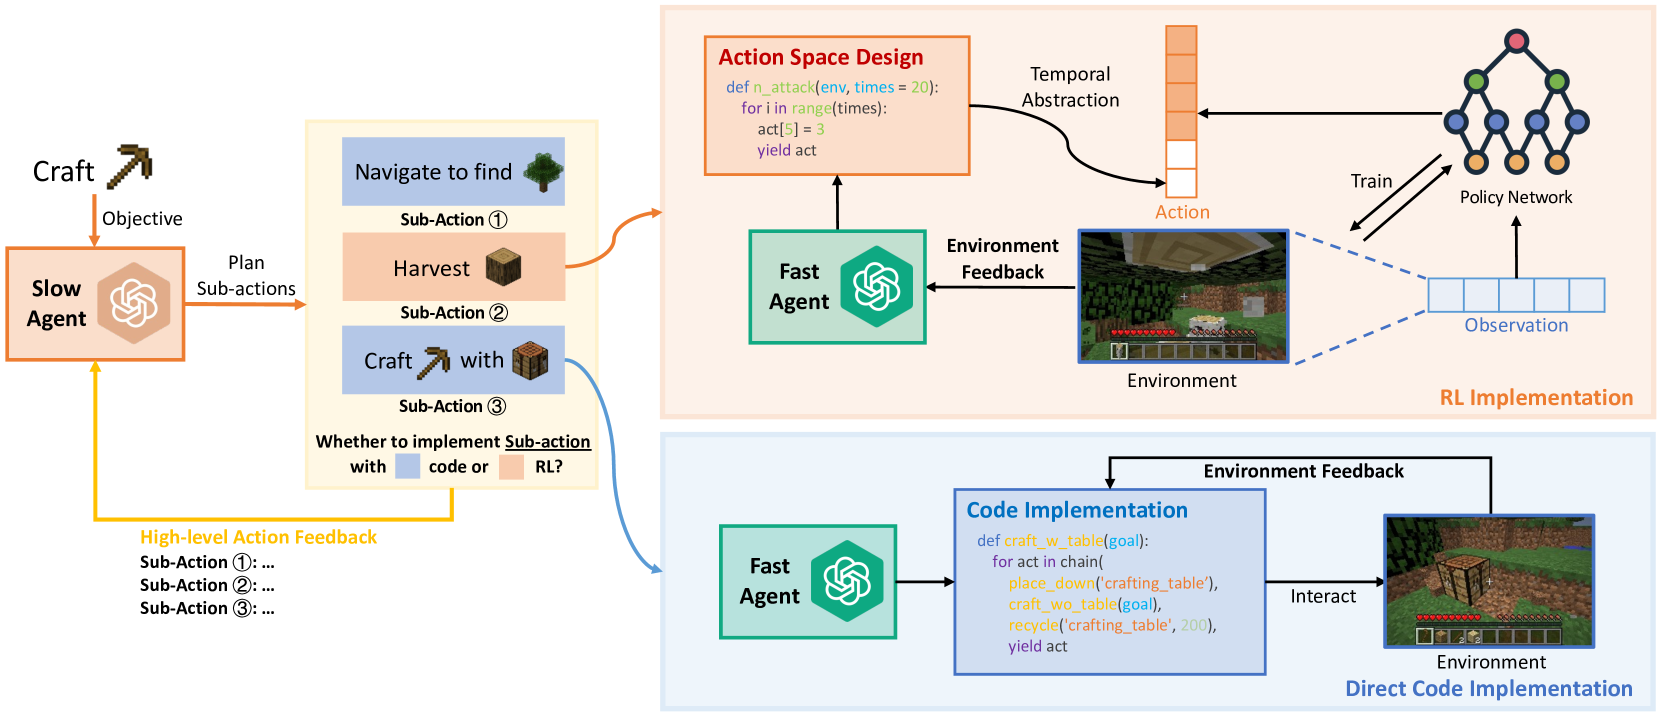 Craft
Objective
Slow
Agent
Plan
Sub-actions
Navigate to find
Sub-Action ①
Harvest
Sub-Action ②
Craft with
Sub-Action ③
Whether to implement Sub-action
with code or RL?
High-level Action Feedback
Sub-Action ①: ...
Sub-Action ②: ...
Sub-Action ③: ...
Action Space Design
def n_attack(env, times = 20):
for i in range(times):
act[5] = 3
yield act
Temporal
Abstraction
Action
Train
Policy Network
Fast
Agent
Environment
Feedback
Environment
Observation
RL Implementation
Fast
Agent
Code Implementation
def craft_w_table(goal):
for act in chain(
place_down('crafting_table'),
craft_wo_table(goal),
recycle('crafting_table', 200),
yield act
Environment Feedback
Interact
2 2
Environment
Direct Code Implementation